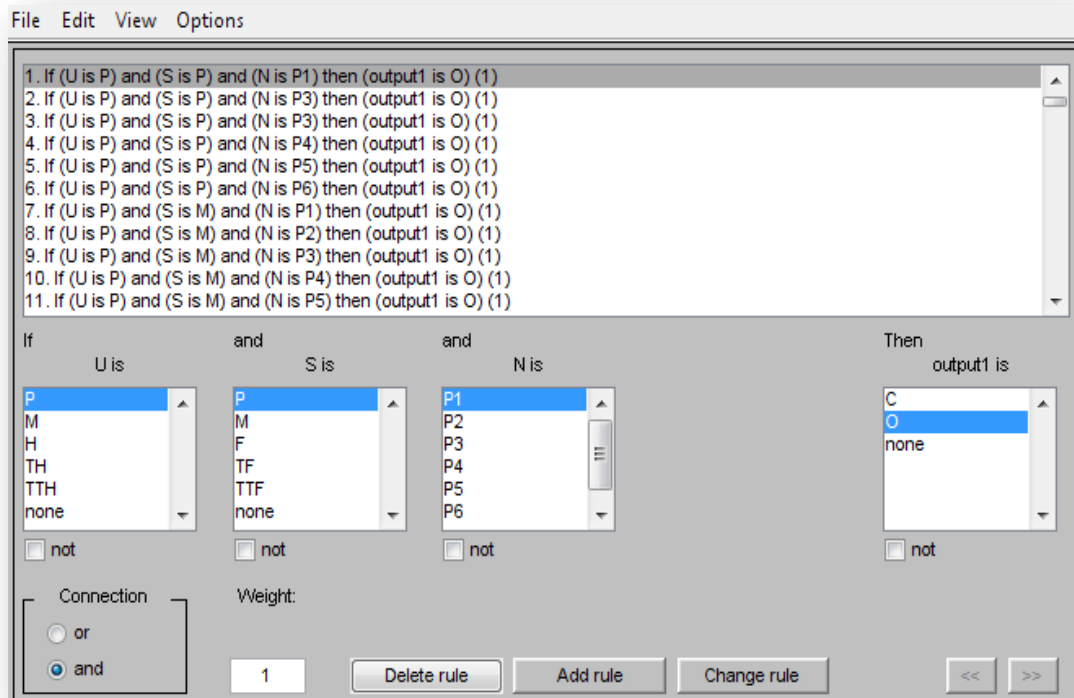 File Edit View Options
1. If (U is P) and (S is P) and (N is P1) then (output1 is O) (1)
2. If (U is P) and (S is P) and (N is P3) then (output1 is O) (1)
3. If (U is P) and (S is P) and (N is P3) then (output1 is O) (1)
4. If (U is P) and (S is P) and (N is P4) then (output1 is O) (1)
5. If (U is P) and (S is P) and (N is P5) then (output1 is O) (1)
6. If (U is P) and (S is P) and (N is P6) then (output1 is O) (1)
7. If (U is P) and (S is M) and (N is P1) then (output1 is O) (1)
8. If (U is P) and (S is M) and (N is P2) then (output1 is O) (1)
9. If (U is P) and (S is M) and (N is P3) then (output1 is O) (1)
10. If (U is P) and (S is M) and (N is P4) then (output1 is O) (1)
11. If (U is P) and (S is M) and (N is P5) then (output1 is O) (1)
If and and Then
U is S is N is output1 is
P P P1 C
M M P2 O
H F P3 none
TH TF P4
TTH TTF P5
none none P6
not not not not
Connection Weight:
or
and 1 Delete rule Add rule Change rule << >>